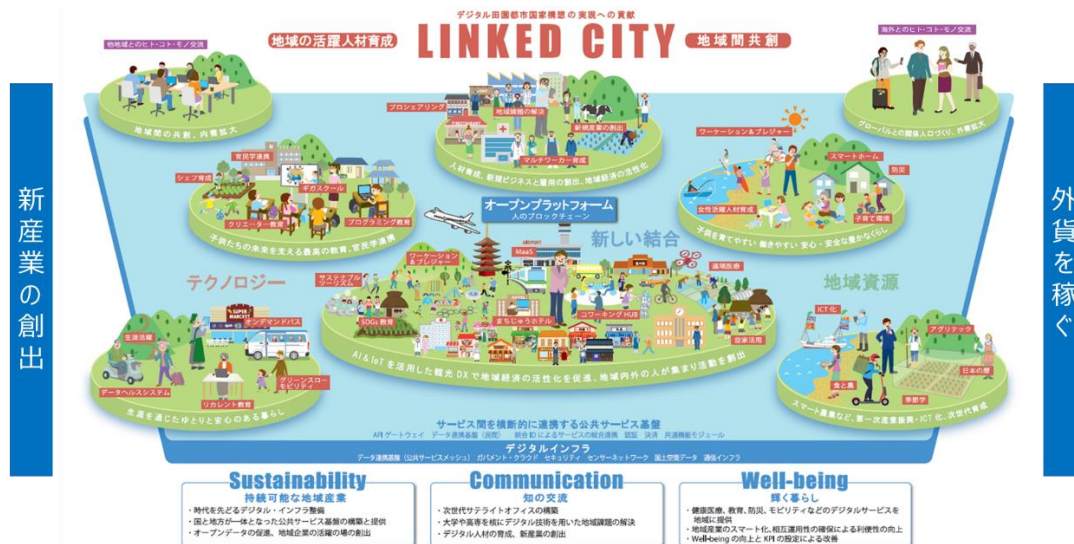 デジタル田園都市国家構想の実現への貢献
地域の活躍人材育成
LINKED CITY
地域間共創
他地域とのヒト・コト・モノ交流
地域間の共創、内需拡大
海外とのヒト・コト・モノ交流
グローバルとの関係人口づくり、外需拡大
プロシェアリング
地域課題の解決
新規産業の創出
マルチワーカー育成
人材育成、新規ビジネスと雇用の創出、地域経済の活性化
官民学連携
シェフ育成
ギガスクール
クリエーター教育
プログラミング教育
子供たちの未来を支える最高の教育、官民学連携
ワーケーション&プレジャー
スマートホーム
防災
女性活躍人材育成
子育て環境
子供を育てやすい 働きやすい 安心・安全な豊かなくらし
オープンプラットフォーム
人のブロックチェーン
新しい結合
テクノロジー
地域資源
ワーケーション
&プレジャー
AIRPORT
MaaS
サステナブル
ツーリズム
遠隔医療
SDGs 教育
HOTEL
まちじゅうホテル
コワーキング HUB
空家活用
AI&IoT を活用した観光 DX で地域経済の活性化を促進、地域内外の人が集まり活動を創出
SUPER
MARKET
オンデマンドバス
生涯活躍
データヘルスシステム
グリーンスロー
モビリティ
リカレント教育
生涯を通じたゆとりと安心のある暮らし
ICT 化
アグリテック
日本の暦
食と農
季節学
スマート農業など、第一次産業振興・ICT 化、次世代育成
サービス間を横断的に連携する公共サービス基盤
API ゲートウェイ データ連携基盤(民間) 統合 ID によるサービスの総合連携 認証 決済 共通機能モジュール
デジタルインフラ
データ連携基盤(公共サービスメッシュ) ガバメント・クラウド セキュリティ センサーネットワーク 国土空間データ 通信インフラ
新産業の創出
外貨を稼ぐ
Sustainability
持続可能な地域産業
・時代を先どるデジタル・インフラ整備
・国と地方が一体となった公共サービス基盤の構築と提供
・オープンデータの促進、地域企業の活躍の場の創出
Communication
知の交流
・次世代サテライトオフィスの構築
・大学や高専を核にデジタル技術を用いた地域課題の解決
・デジタル人材の育成、新産業の創出
Well-being
輝く暮らし
・健康医療、教育、防災、モビリティなどのデジタルサービスを
地域に提供
・地域産業のスマート化、相互運用性の確保による利便性の向上
・Well-being の向上と KPI の設定による改善